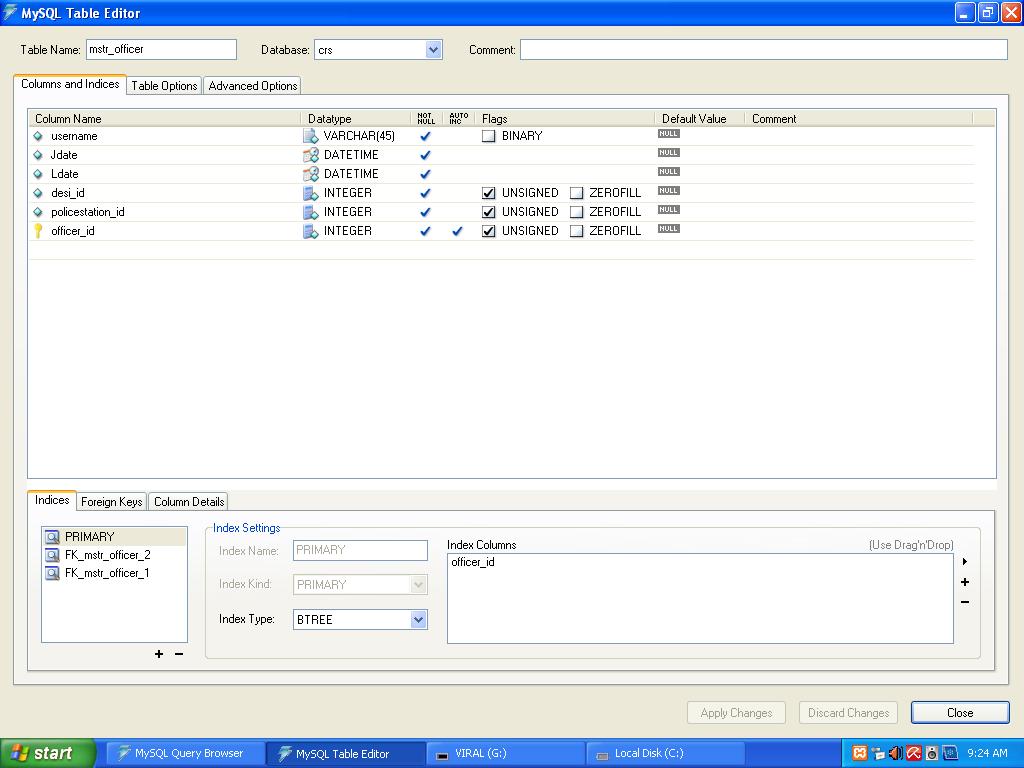 MySQL Table Editor
Table Name: mstr_officer Database: crs Comment:
Columns and Indices Table Options Advanced Options
Column Name Datatype NOT NULL AUTO INC Flags Default Value Comment
username VARCHAR(45) BINARY NULL
Jdate DATETIME NULL
Ldate DATETIME NULL
desi_id INTEGER UNSIGNED ZEROFILL NULL
policestation_id INTEGER UNSIGNED ZEROFILL NULL
officer_id INTEGER UNSIGNED ZEROFILL NULL
Indices Foreign Keys Column Details
PRIMARY
FK_mstr_officer_2
FK_mstr_officer_1
Index Settings
Index Name: PRIMARY
Index Kind: PRIMARY
Index Type: BTREE
Index Columns (Use Drag'n'Drop)
officer_id
Apply Changes Discard Changes Close
start MySQL Query Browser MySQL Table Editor VIRAL (G:) Local Disk (C:) 9:24 AM